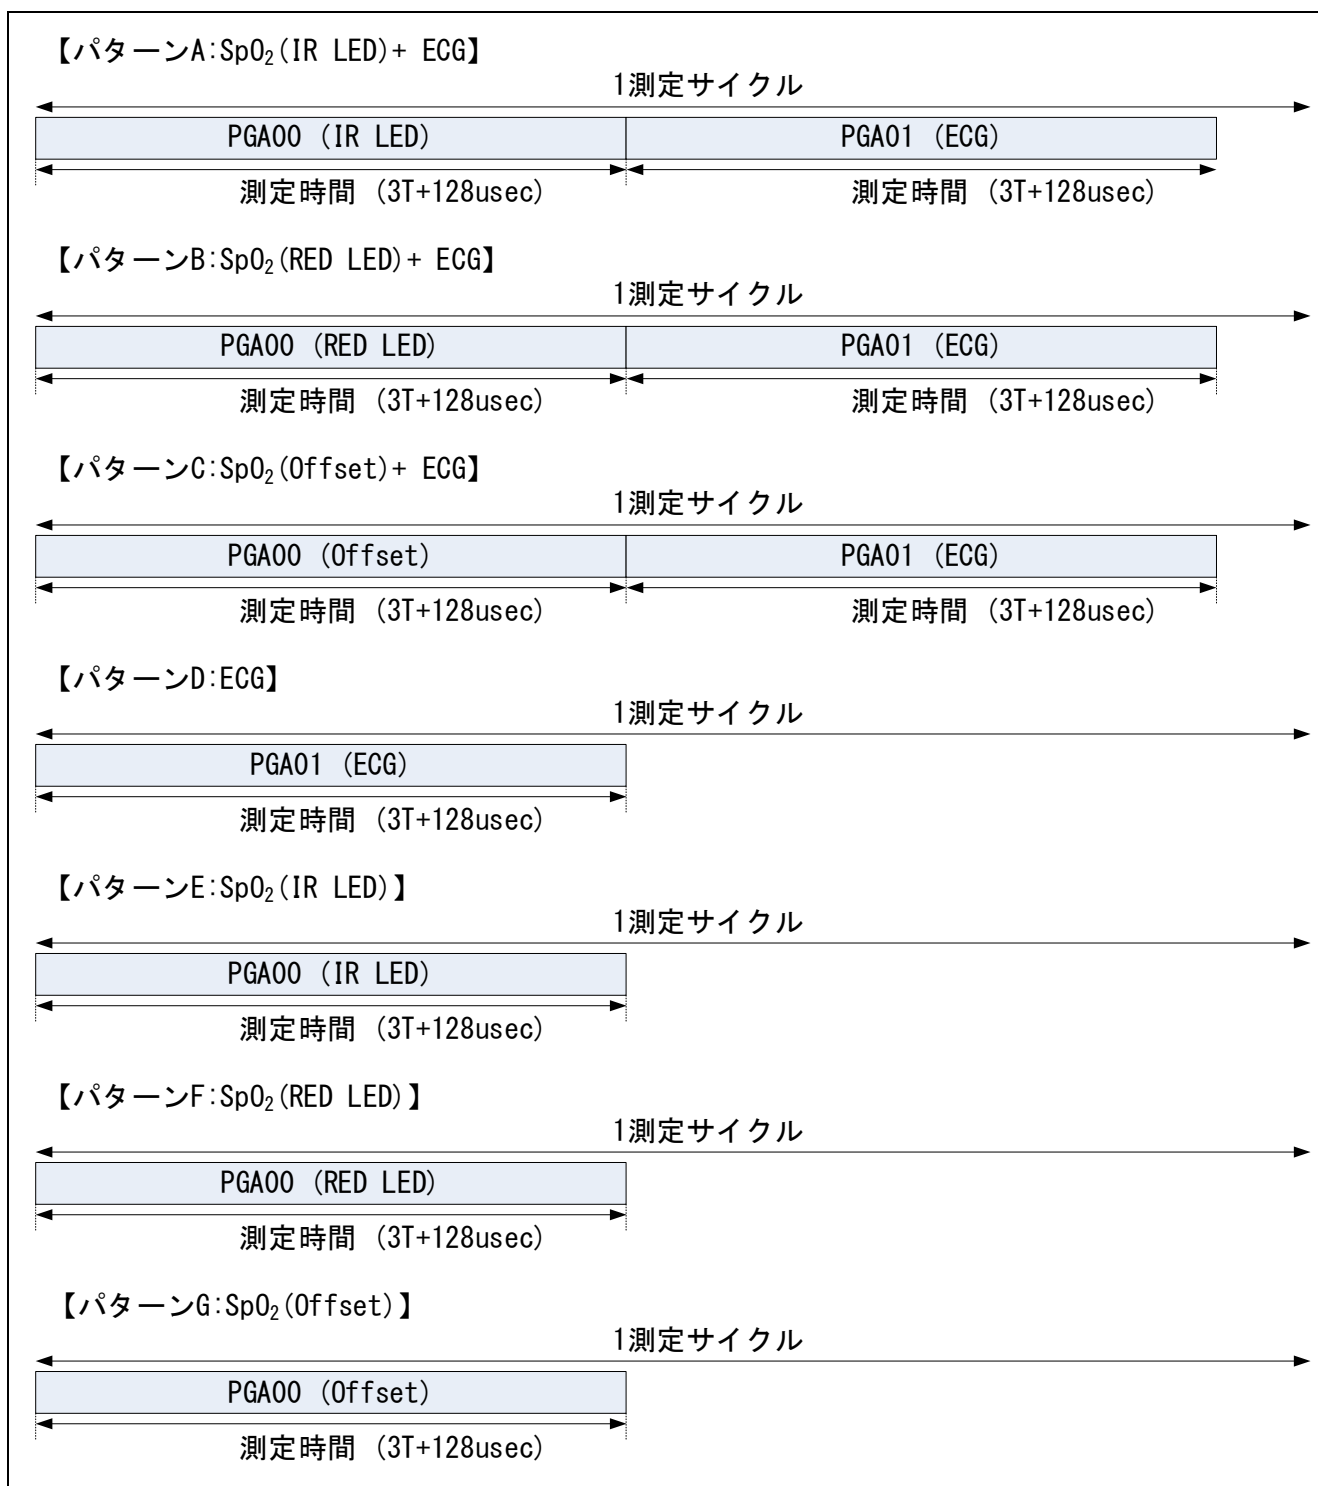 【パターンA:SpO₂(IR LED)+ ECG】
1測定サイクル
PGA00 (IR LED) PGA01 (ECG)
測定時間 (3T+128usec) 測定時間 (3T+128usec)
【パターンB:SpO₂(RED LED)+ ECG】
1測定サイクル
PGA00 (RED LED) PGA01 (ECG)
測定時間 (3T+128usec) 測定時間 (3T+128usec)
【パターンC:SpO₂(Offset)+ ECG】
1測定サイクル
PGA00 (Offset) PGA01 (ECG)
測定時間 (3T+128usec) 測定時間 (3T+128usec)
【パターンD:ECG】
1測定サイクル
PGA01 (ECG)
測定時間 (3T+128usec)
【パターンE:SpO₂(IR LED)】
1測定サイクル
PGA00 (IR LED)
測定時間 (3T+128usec)
【パターンF:SpO₂(RED LED)】
1測定サイクル
PGA00 (RED LED)
測定時間 (3T+128usec)
【パターンG:SpO₂(Offset)】
1測定サイクル
PGA00 (Offset)
測定時間 (3T+128usec)